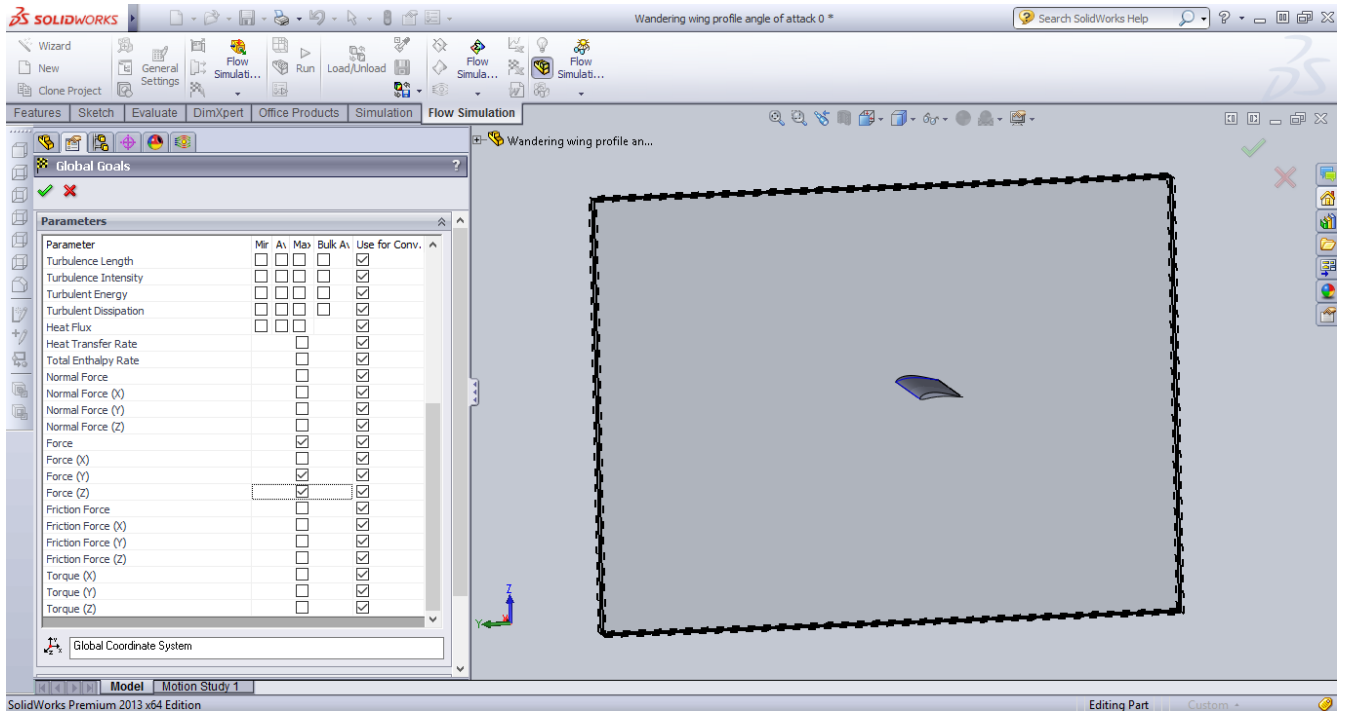 SOLIDWORKS
Wandering wing profile angle of attack 0 *
Search SolidWorks Help
Wizard
New
Clone Project
General Settings
Flow Simulati...
Run
Load/Unload
Flow Simula...
Flow Simulati...
Features Sketch Evaluate DimXpert Office Products Simulation Flow Simulation
Wandering wing profile an...
Global Goals ?
Parameters
Parameter Mir Av Max Bulk Av Use for Conv.
Turbulence Length
Turbulence Intensity
Turbulent Energy
Turbulent Dissipation
Heat Flux
Heat Transfer Rate
Total Enthalpy Rate
Normal Force
Normal Force (X)
Normal Force (Y)
Normal Force (Z)
Force
Force (X)
Force (Y)
Force (Z)
Friction Force
Friction Force (X)
Friction Force (Y)
Friction Force (Z)
Torque (X)
Torque (Y)
Torque (Z)
Global Coordinate System
Z
Y
Model Motion Study 1
SolidWorks Premium 2013 x64 Edition
Editing Part
Custom